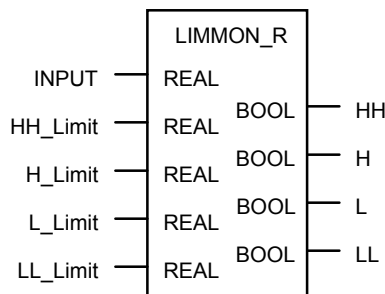 LIMMON_R
INPUT REAL
BOOL HH
HH_Limit REAL
BOOL H
H_Limit REAL
BOOL L
L_Limit REAL
BOOL LL
LL_Limit REAL